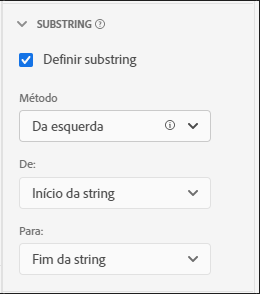 SUBSTRING
Definir substring
Método
Da esquerda
De:
Início da string
Para:
Fim da string